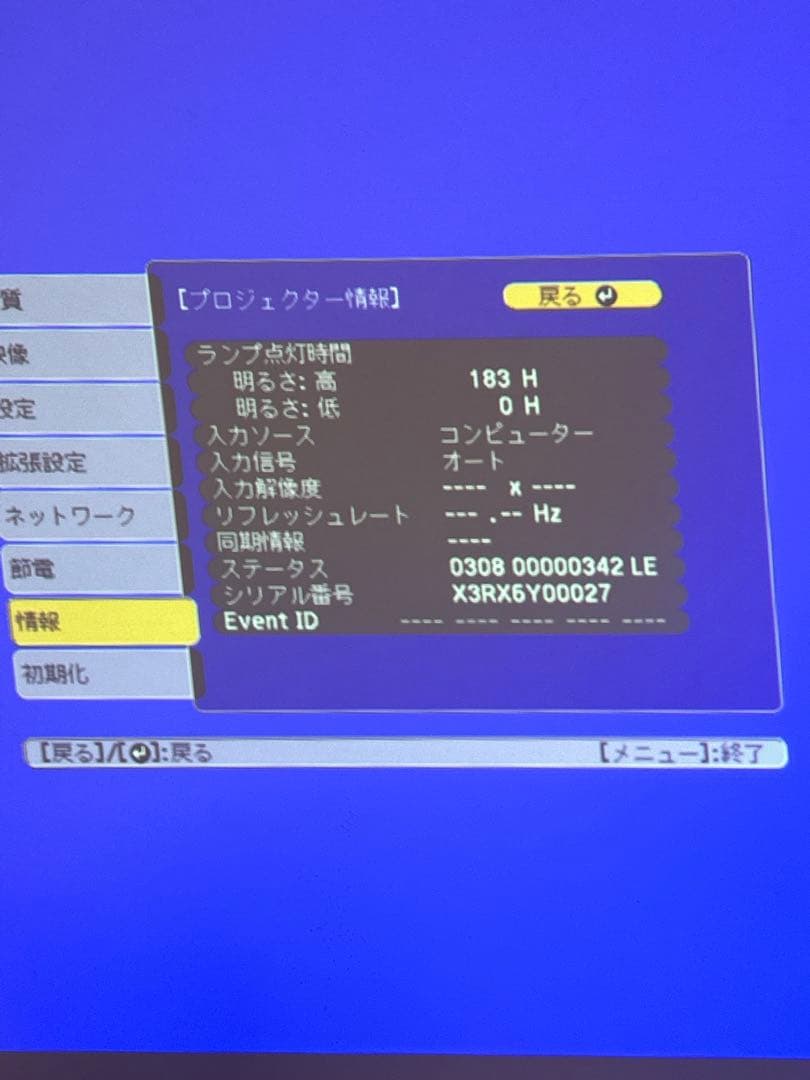 [プロジェクター情報] 戻る
ランプ点灯時間
明るさ: 高 183 H
明るさ: 低 0 H
入力ソース コンピューター
入力信号 オート
入力解像度 ---- x ----
リフレッシュレート --- .-- Hz
同期情報 ----
ステータス 0308 00000342 LE
シリアル番号 X3RX6Y00027
Event ID ---- ---- ---- ---- ----
質
映像
設定
拡張設定
ネットワーク
節電
情報
初期化
[戻る]/[⏎]:戻る [メニュー]:終了